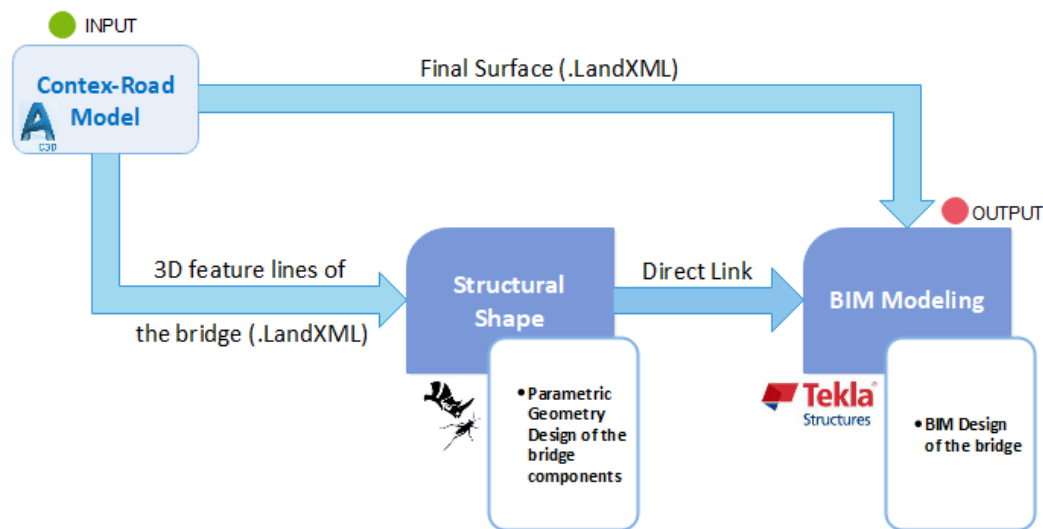 INPUT
Contex-Road
Model
C3D
Final Surface (.LandXML)
OUTPUT
3D feature lines of
the bridge (.LandXML)
Structural
Shape
Direct Link
BIM Modeling
•Parametric
Geometry
Design of the
bridge
components
Tekla®
Structures
•BIM Design
of the bridge